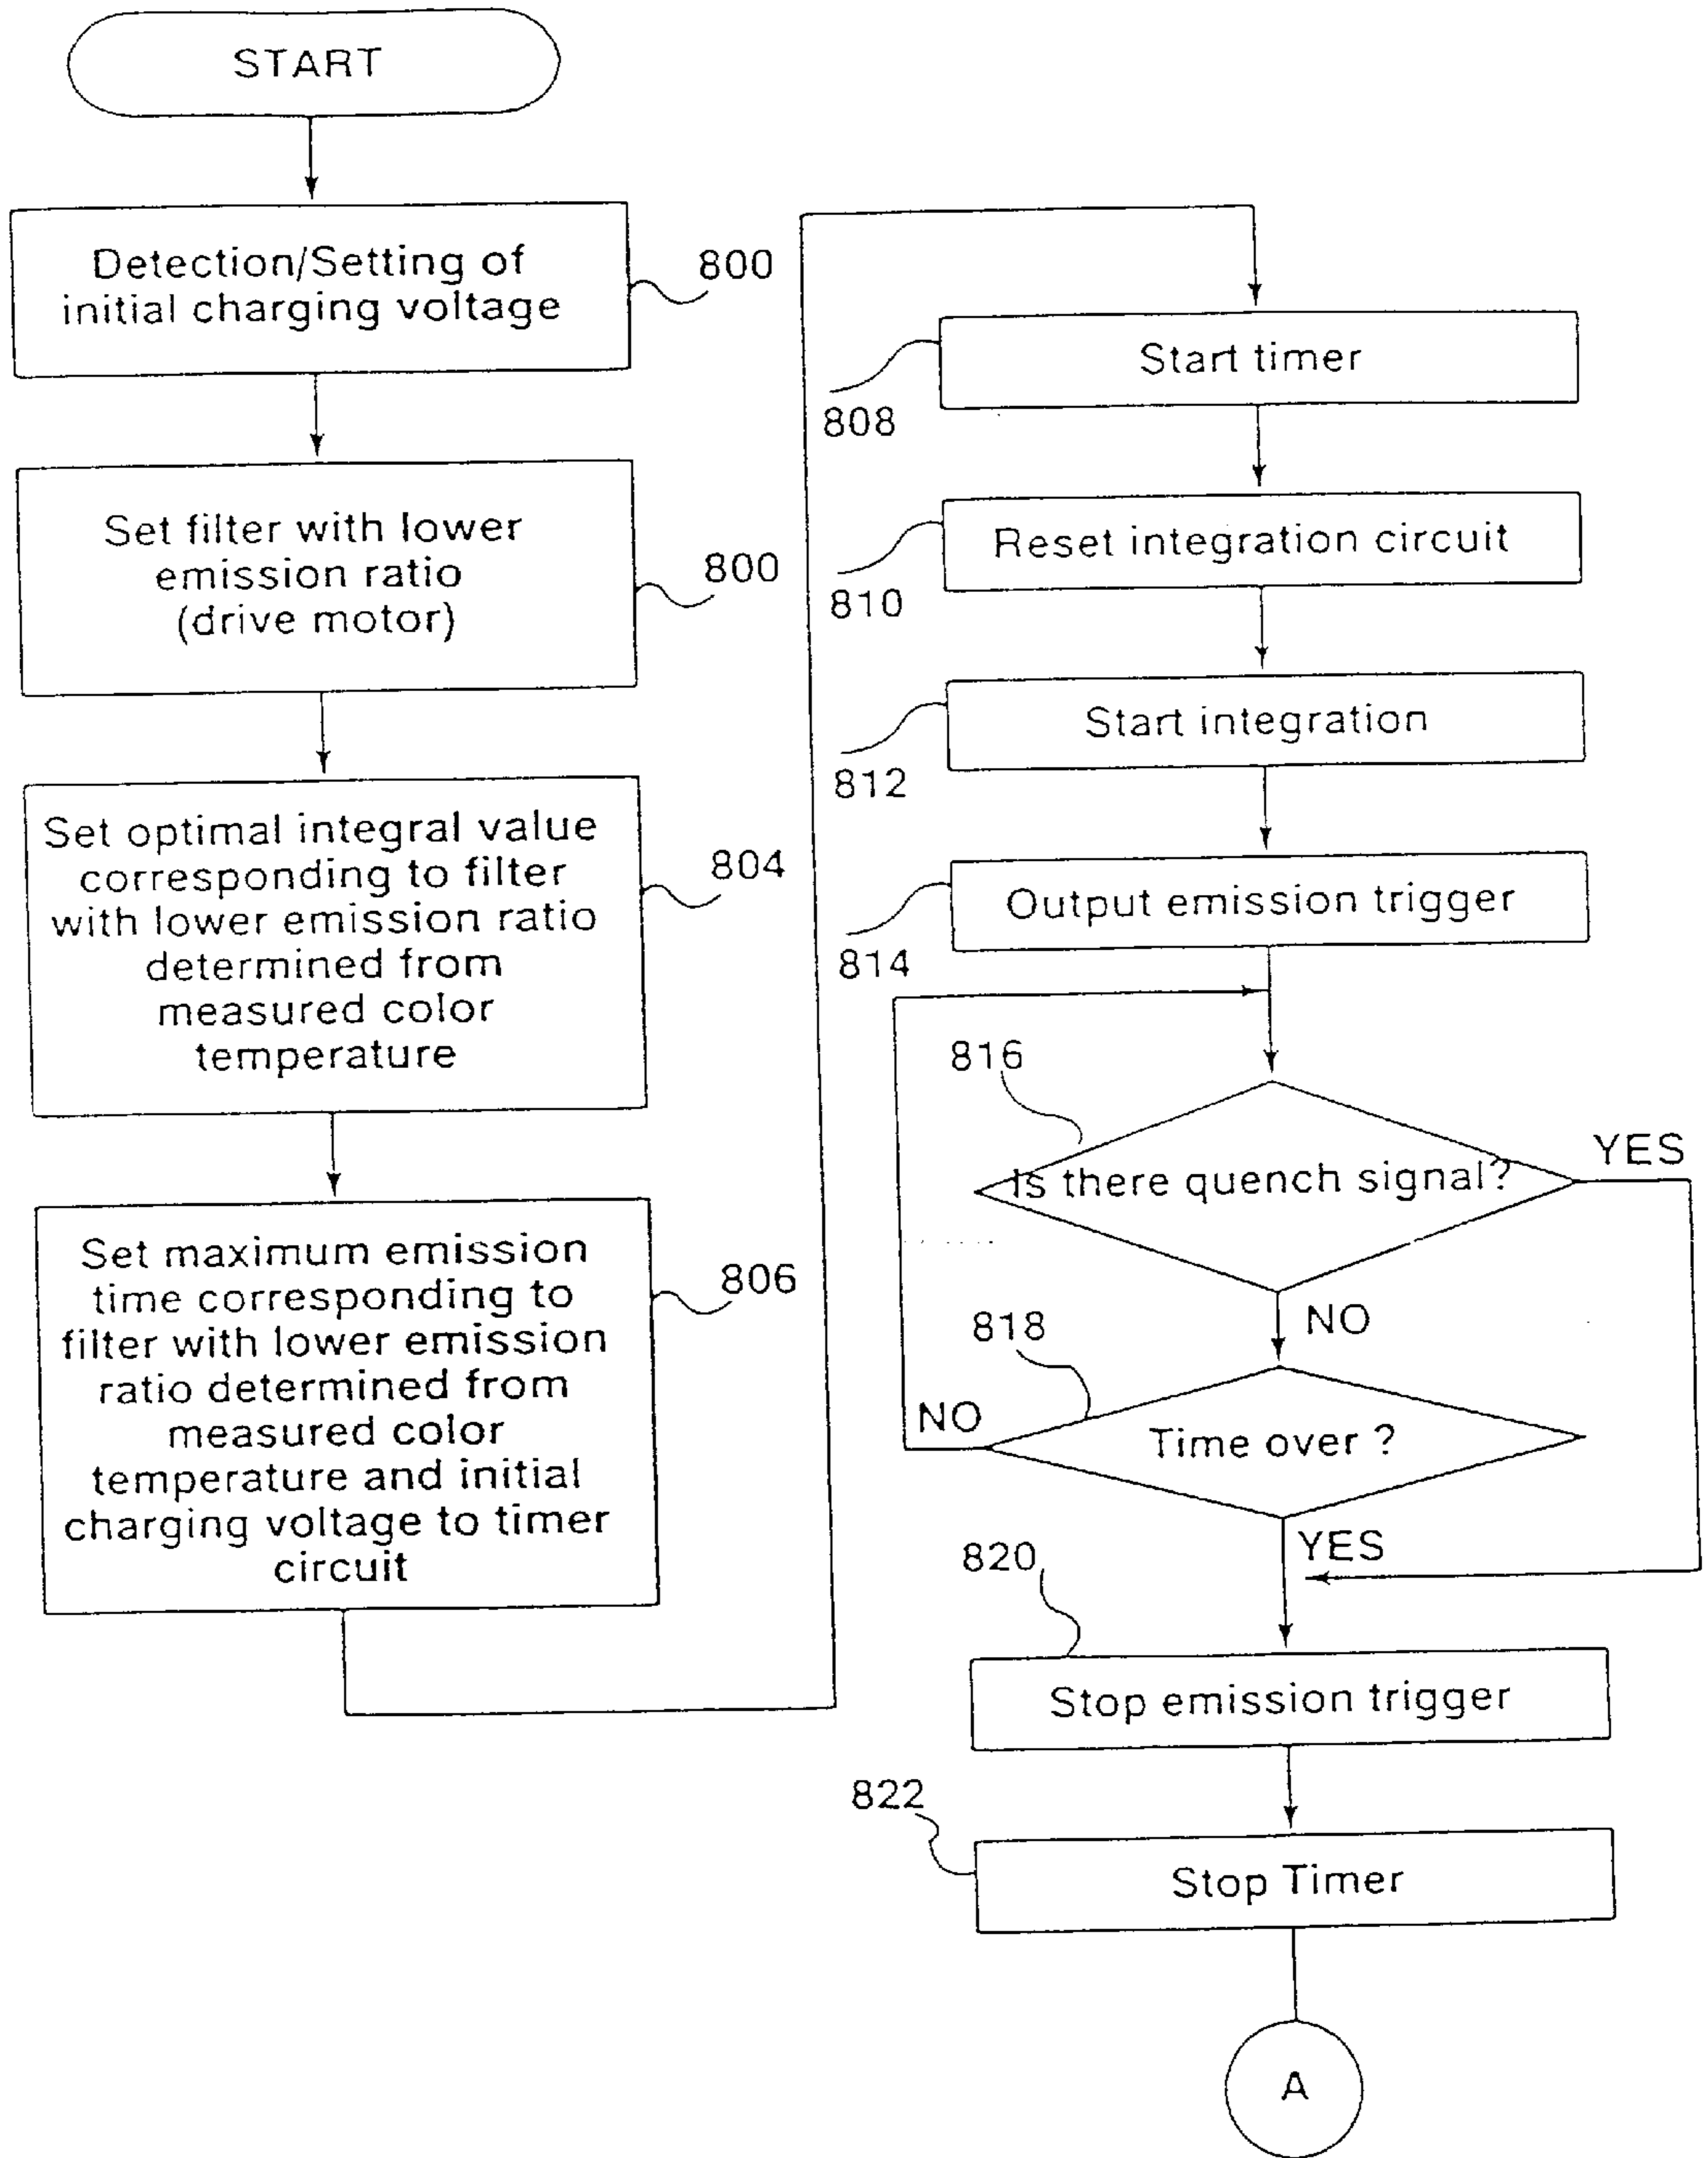 START
Detection/Setting of
initial charging voltage
800
Set filter with lower
emission ratio
(drive motor)
800
Set optimal integral value
corresponding to filter
with lower emission ratio
determined from
measured color
temperature
804
Set maximum emission
time corresponding to
filter with lower emission
ratio determined from
measured color
temperature and initial
charging voltage to timer
circuit
806
Start timer
808
Reset integration circuit
810
Start integration
812
Output emission trigger
814
816
Is there quench signal?
YES
NO
818
Time over ?
NO
YES
820
Stop emission trigger
822
Stop Timer
A